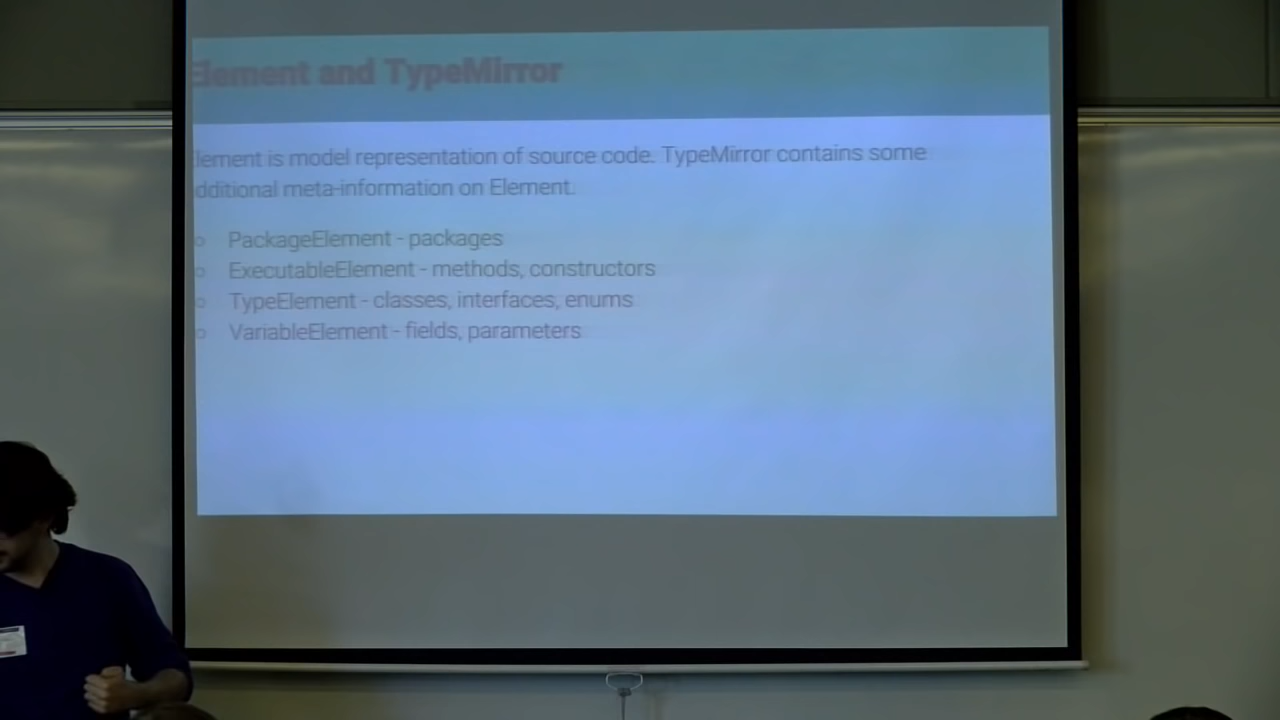 Element and TypeMirror
lement is model representation of source code. TypeMirror contains some
dditional meta-information on Element.
o PackageElement - packages
o ExecutableElement - methods, constructors
o TypeElement - classes, interfaces, enums
o VariableElement - fields, parameters